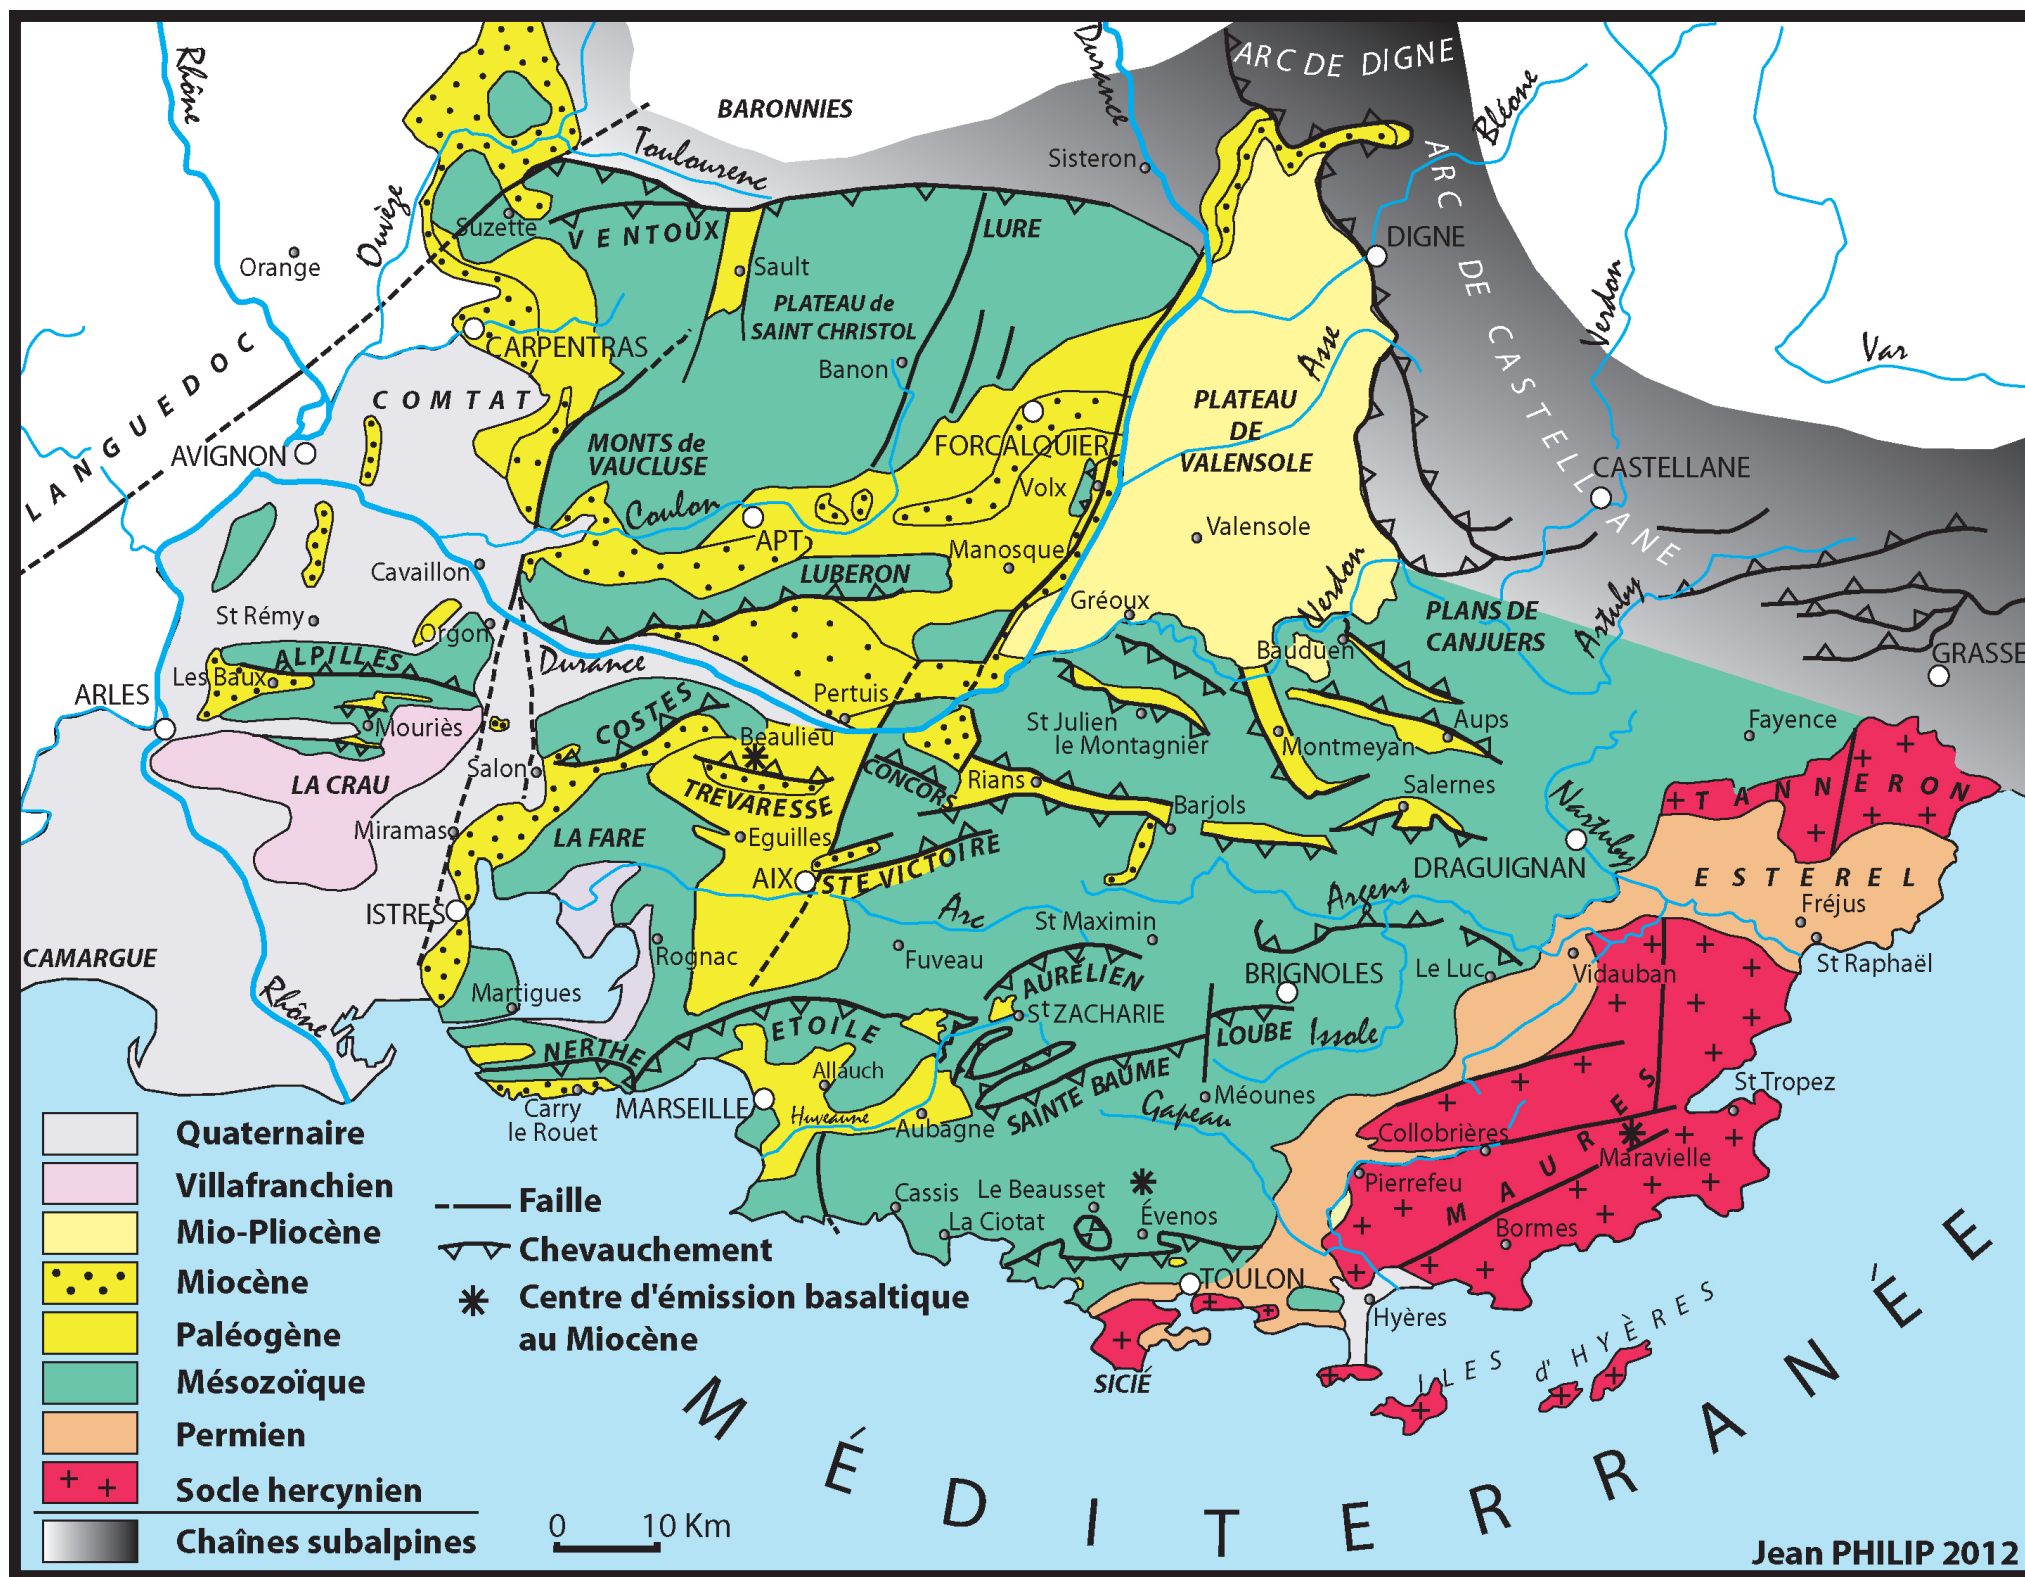 ARC DE DIGNE
Rhône
Durance
BARONNIES
Bléone
Toulourenc
Sisteron
ARC DE CASTELLANE
Ouvèze
Suzette
VENTOUX
LURE
DIGNE
Orange
Sault
PLATEAU de
SAINT CHRISTOL
Verdon
Asse
Var
CARPENTRAS
Banon
LANGUEDOC
COMTAT
PLATEAU
DE
VALENSOLE
MONTS de
VAUCLUSE
FORCALQUIER
AVIGNON
CASTELLANE
Volx
Coulon
Valensole
APT
Manosque
Cavaillon
LUBERON
Verdon
Gréoux
PLANS DE
CANJUERS
Artuby
St Rémy
Orgon
Bauduen
GRASSE
ALPILLES
Durance
Les Baux
ARLES
Pertuis
COSTES
St Julien
le Montagnier
Aups
Fayence
Mouriès
Beaulieu
Montmeyan
Salon
CONCORS
Rians
LA CRAU
TREVARESSE
Salernes
TANNERON
Barjols
Nartuby
Miramas
LA FARE
Eguilles
STE VICTOIRE
DRAGUIGNAN
AIX
ESTEREL
ISTRES
Arc
Argens
Fréjus
St Maximin
CAMARGUE
Rognac
Fuveau
BRIGNOLES
Le Luc
Vidauban
St Raphaël
AURÉLIEN
Rhône
Martigues
St ZACHARIE
ETOILE
LOUBE
Issole
NERTHE
Allauch
SAINTE BAUME
St Tropez
Carry
le Rouet
MARSEILLE
Huveaune
Aubagne
Méounes
Gapeau
Collobrières
MAURES
Maravielle
Pierrefeu
Cassis
Le Beausset
La Ciotat
Évenos
Bormes
TOULON
Hyères
SICIÉ
ILES d'HYÈRES
MÉDITERRANÉE
Quaternaire
Villafranchien
Mio-Pliocène
Miocène
Paléogène
Mésozoïque
Permien
Socle hercynien
Chaînes subalpines
Faille
Chevauchement
Centre d'émission basaltique
au Miocène
0 10 Km
Jean PHILIP 2012